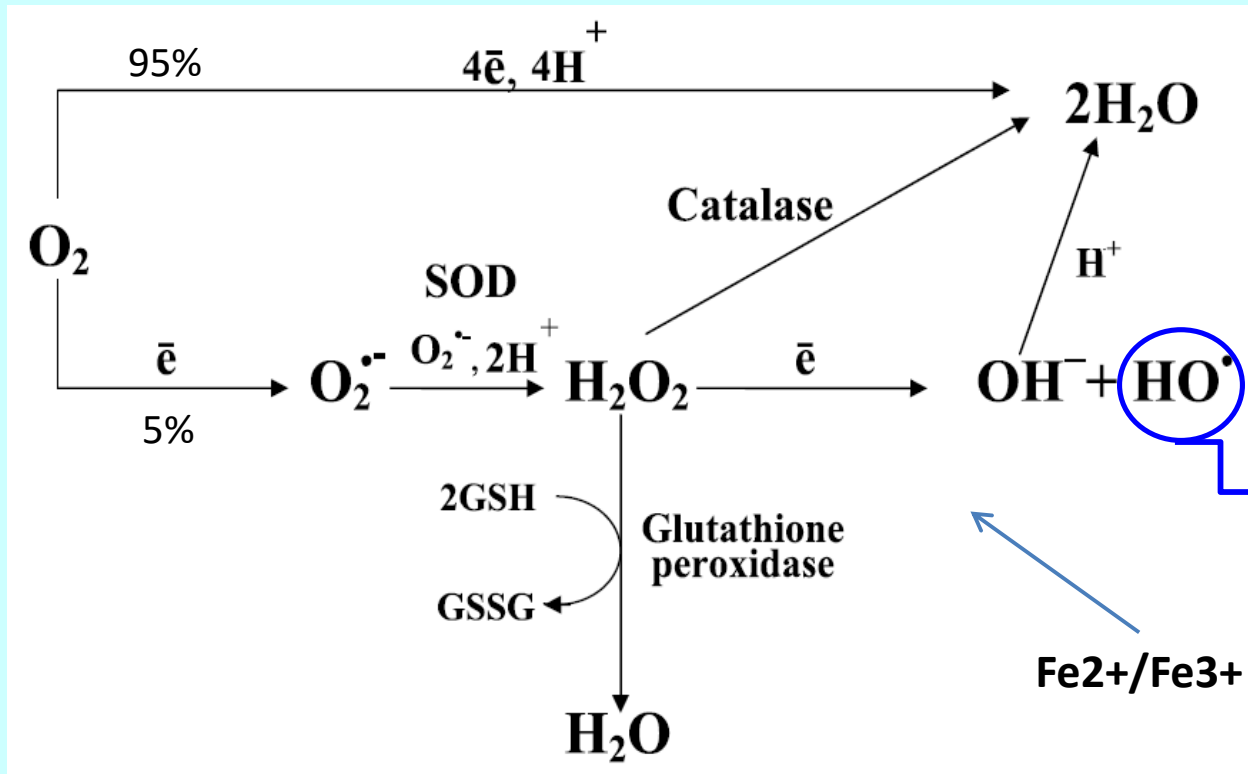 95%
4ē, 4H⁺
2H₂O
Catalase
O₂
H⁺
SOD
O₂•⁻, 2H⁺
ē
O₂•⁻
H₂O₂
ē
OH⁻ + HO•
5%
2GSH
Glutathione
peroxidase
GSSG
Fe2+/Fe3+
H₂O